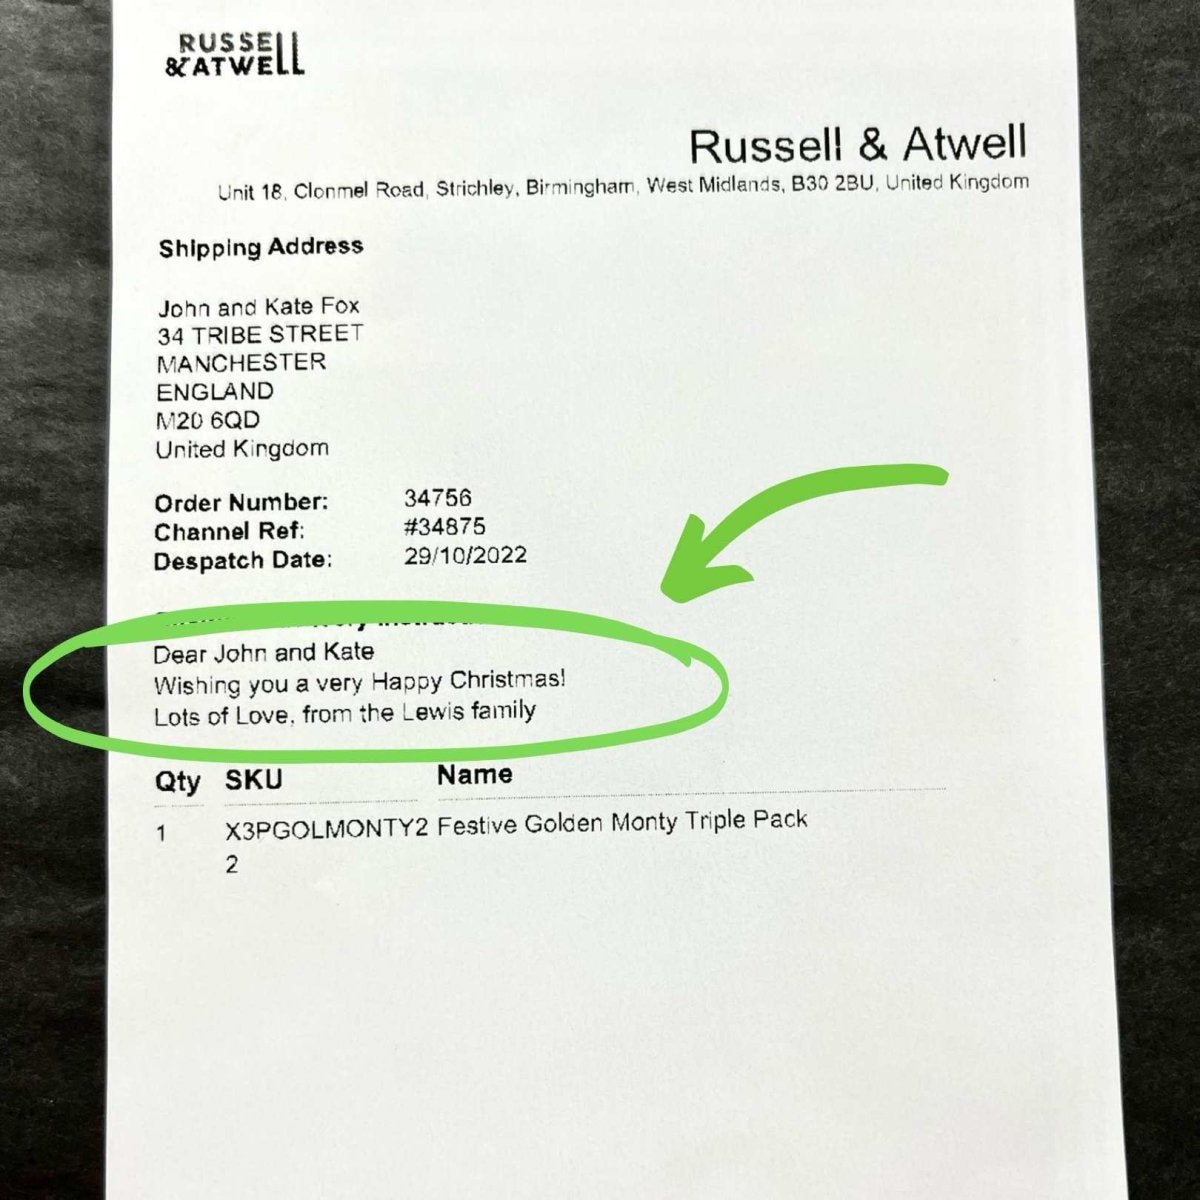 RUSSELL
& ATWELL
Russell & Atwell
Unit 18, Clonmel Road, Strichley, Birmingham, West Midlands, B30 2BU, United Kingdom
Shipping Address
John and Kate Fox
34 TRIBE STREET
MANCHESTER
ENGLAND
M20 6QD
United Kingdom
Order Number: 34756
Channel Ref: #34875
Despatch Date: 29/10/2022
Dear John and Kate
Wishing you a very Happy Christmas!
Lots of Love, from the Lewis family
Qty SKU Name
1 X3PGOLMONTY2 Festive Golden Monty Triple Pack
2